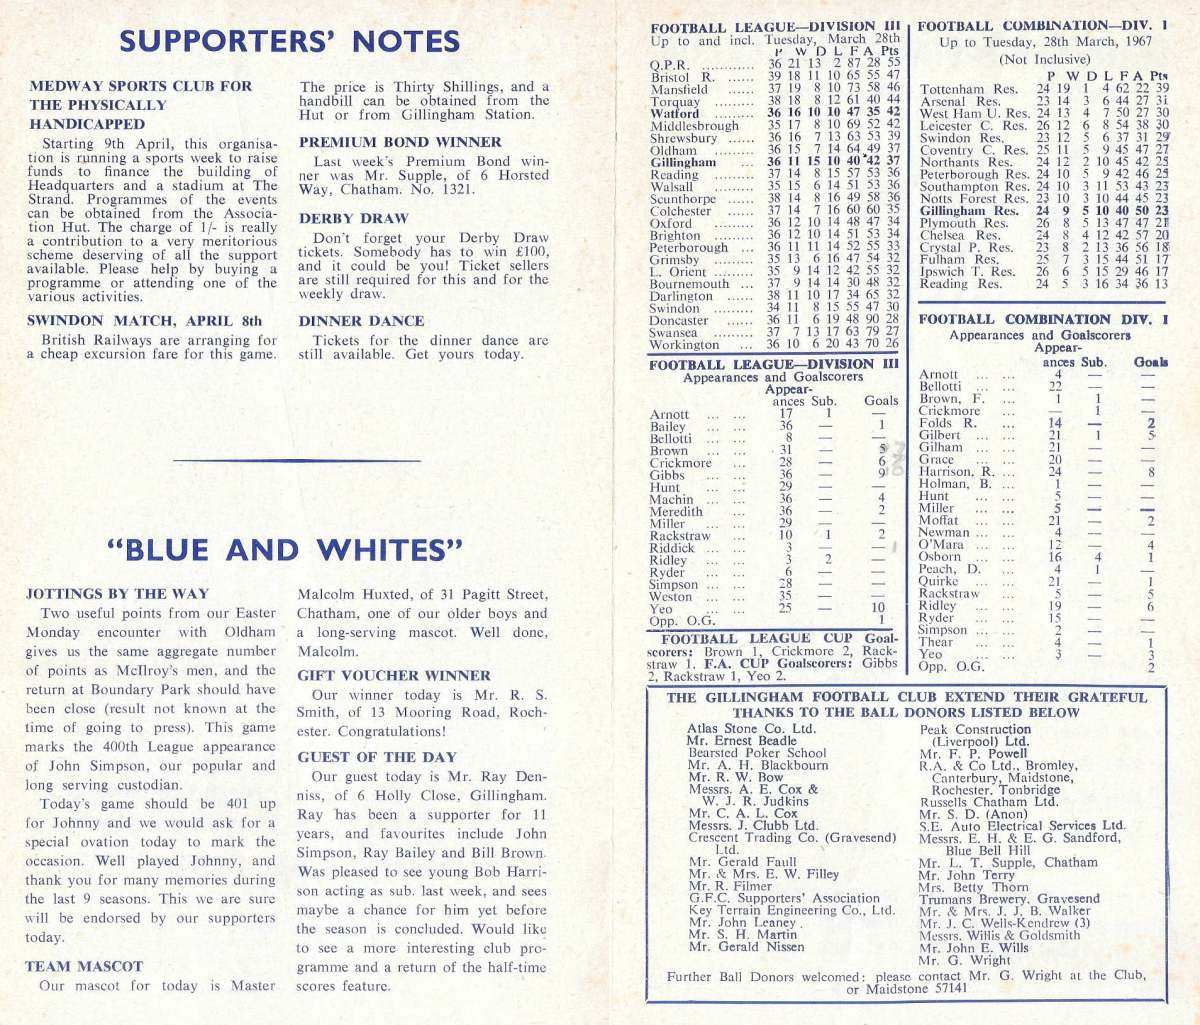 SUPPORTERS' NOTES
MEDWAY SPORTS CLUB FOR
THE PHYSICALLY
HANDICAPPED
Starting 9th April, this organisa-
tion is running a sports week to raise
funds to finance the building of
Headquarters and a stadium at The
Strand. Programmes of the events
can be obtained from the Associa-
tion Hut. The charge of 1/- is really
a contribution to a very meritorious
scheme deserving of all the support
available. Please help by buying a
programme or attending one of the
various activities.
SWINDON MATCH, APRIL 8th
British Railways are arranging for
a cheap excursion fare for this game.
The price is Thirty Shillings, and a
handbill can be obtained from the
Hut or from Gillingham Station.
PREMIUM BOND WINNER
Last week's Premium Bond win-
ner was Mr. Supple, of 6 Horsted
Way, Chatham. No. 1321.
DERBY DRAW
Don't forget your Derby Draw
tickets. Somebody has to win £100,
and it could be you! Ticket sellers
are still required for this and for the
weekly draw.
DINNER DANCE
Tickets for the dinner dance are
still available. Get yours today.
"BLUE AND WHITES"
JOTTINGS BY THE WAY
Two useful points from our Easter
Monday encounter with Oldham
gives us the same aggregate number
of points as McIlroy's men, and the
return at Boundary Park should have
been close (result not known at the
time of going to press). This game
marks the 400th League appearance
of John Simpson, our popular and
long serving custodian.
Today's game should be 401 up
for Johnny and we would ask for a
special ovation today to mark the
occasion. Well played Johnny, and
thank you for many memories during
the last 9 seasons. This we are sure
will be endorsed by our supporters
today.
TEAM MASCOT
Our mascot for today is Master
Malcolm Huxted, of 31 Pagitt Street,
Chatham, one of our older boys and
a long-serving mascot. Well done,
Malcolm.
GIFT VOUCHER WINNER
Our winner today is Mr. R. S.
Smith, of 13 Mooring Road, Roch-
ester. Congratulations!
GUEST OF THE DAY
Our guest today is Mr. Ray Den-
niss, of 6 Holly Close, Gillingham.
Ray has been a supporter for 11
years, and favourites include John
Simpson, Ray Bailey and Bill Brown.
Was pleased to see young Bob Harri-
son acting as sub. last week, and sees
maybe a chance for him yet before
the season is concluded. Would like
to see a more interesting club pro-
gramme and a return of the half-time
scores feature.
FOOTBALL LEAGUE—DIVISION III
Up to and incl. Tuesday, March 28th
P W D L F A Pts
Q.P.R. ............ 36 21 13 2 87 28 55
Bristol R. ...... 39 18 11 10 65 55 47
Mansfield ...... 37 19 8 10 73 58 46
Torquay ......... 38 18 8 12 61 40 44
Watford ......... 36 16 10 10 47 35 42
Middlesbrough 35 17 8 10 69 52 42
Shrewsbury ...... 36 16 7 13 63 53 39
Oldham ......... 36 15 7 14 64 49 37
Gillingham ... 36 11 15 10 40 42 37
Reading ......... 37 14 8 15 57 53 36
Walsall ......... 35 15 6 14 51 53 36
Scunthorpe ...... 38 14 8 16 49 58 36
Colchester ...... 37 14 7 16 60 60 35
Oxford ......... 36 12 10 14 48 47 34
Brighton ......... 36 12 10 14 51 53 34
Peterborough ... 36 11 11 14 52 55 33
Grimsby ......... 35 13 6 16 47 54 32
L. Orient ......... 35 9 14 12 42 55 32
Bournemouth ... 37 9 14 14 30 48 32
Darlington ...... 38 11 10 17 34 65 32
Swindon ......... 34 11 8 15 55 47 30
Doncaster ...... 36 11 6 19 48 90 28
Swansea ......... 37 7 13 17 63 79 27
Workington ... 36 10 6 20 43 70 26
FOOTBALL LEAGUE—DIVISION III
Appearances and Goalscorers
Appear-
ances Sub. Goals
Arnott ... ... 17 1 —
Bailey ... ... 36 — 1
Bellotti ... ... 8 — —
Brown ... ... 31 — 5
Crickmore ... 28 — 6
Gibbs ... ... 36 — 9
Hunt ... ... 29 — —
Machin ... ... 36 — 4
Meredith ... 36 — 2
Miller ... ... 29 — —
Rackstraw ... 10 1 2
Riddick ... ... 3 — —
Ridley ... ... 3 2 —
Ryder ... ... 6 — —
Simpson ... ... 28 — —
Weston ... ... 35 — —
Yeo ... ... 25 — 10
Opp. O.G. 1
FOOTBALL LEAGUE CUP Goal-
scorers: Brown 1, Crickmore 2, Rack-
straw 1. F.A. CUP Goalscorers: Gibbs
2, Rackstraw 1, Yeo 2.
FOOTBALL COMBINATION—DIV. I
Up to Tuesday, 28th March, 1967
(Not Inclusive)
P W D L F A Pts
Tottenham Res. 24 19 1 4 62 22 39
Arsenal Res. 23 14 3 6 44 27 31
West Ham U. Res. 24 13 4 7 50 27 30
Leicester C. Res. 26 12 6 8 54 38 30
Swindon Res. 23 12 5 6 37 31 29
Coventry C. Res. 25 11 5 9 45 47 27
Northants Res. 24 12 2 10 45 42 25
Peterborough Res. 24 10 5 9 42 46 25
Southampton Res. 24 10 3 11 53 43 23
Notts Forest Res. 23 10 3 10 44 45 23
Gillingham Res. 24 9 5 10 40 50 23
Plymouth Res. 26 8 5 13 47 47 21
Chelsea Res. 24 8 4 12 42 57 20
Crystal P. Res. 23 8 2 13 36 56 18
Fulham Res. 25 7 3 15 44 51 17
Ipswich T. Res. 26 6 5 15 29 46 17
Reading Res. 24 5 3 16 34 36 13
FOOTBALL COMBINATION DIV. I
Appearances and Goalscorers
Appear-
ances Sub. Goals
Arnott ... ... 4 — —
Bellotti ... ... 22 — —
Brown, F. ... 1 1 —
Crickmore ... — 1 —
Folds R. ... 14 — 2
Gilbert ... ... 21 1 5
Gilham ... ... 21 — —
Grace ... ... 20 — —
Harrison, R. ... 24 — 8
Holman, B. ... 1 — —
Hunt ... ... 5 — —
Miller ... ... 5 — —
Moffat ... ... 21 — 2
Newman ... ... 4 — —
O'Mara ... ... 12 — 4
Osborn ... ... 16 4 1
Peach, D. ... 4 1 —
Quirke ... ... 21 — 1
Rackstraw ... 5 — 5
Ridley ... ... 19 — 6
Ryder ... ... 15 — —
Simpson ... ... 2 — —
Thear ... ... 4 — 1
Yeo ... ... 3 — 3
Opp. O.G. 2
THE GILLINGHAM FOOTBALL CLUB EXTEND THEIR GRATEFUL
THANKS TO THE BALL DONORS LISTED BELOW
Atlas Stone Co. Ltd.
Mr. Ernest Beadle
Bearsted Poker School
Mr. A. H. Blackbourn
Mr. R. W. Bow
Messrs. A. E. Cox &
W. J. R. Judkins
Mr. C. A. L. Cox
Messrs. J. Clubb Ltd.
Crescent Trading Co. (Gravesend)
Ltd.
Mr. Gerald Faull
Mr. & Mrs. E. W. Filley
Mr. R. Filmer
G.F.C. Supporters' Association
Key Terrain Engineering Co., Ltd.
Mr. John Leaney
Mr. S. H. Martin
Mr. Gerald Nissen
Peak Construction
(Liverpool) Ltd.
Mr. F. P. Powell
R.A. & Co Ltd., Bromley,
Canterbury, Maidstone,
Rochester, Tonbridge
Russells Chatham Ltd.
Mr. S. D. (Anon)
S.E. Auto Electrical Services Ltd.
Messrs. E. H. & E. G. Sandford,
Blue Bell Hill
Mr. L. T. Supple, Chatham
Mr. John Terry
Mrs. Betty Thorn
Trumans Brewery, Gravesend
Mr. & Mrs. J. J. B. Walker
Mr. J. C. Wells-Kendrew (3)
Messrs. Willis & Goldsmith
Mr. John E. Wills
Mr. G. Wright
Further Ball Donors welcomed: please contact Mr. G. Wright at the Club,
or Maidstone 57141